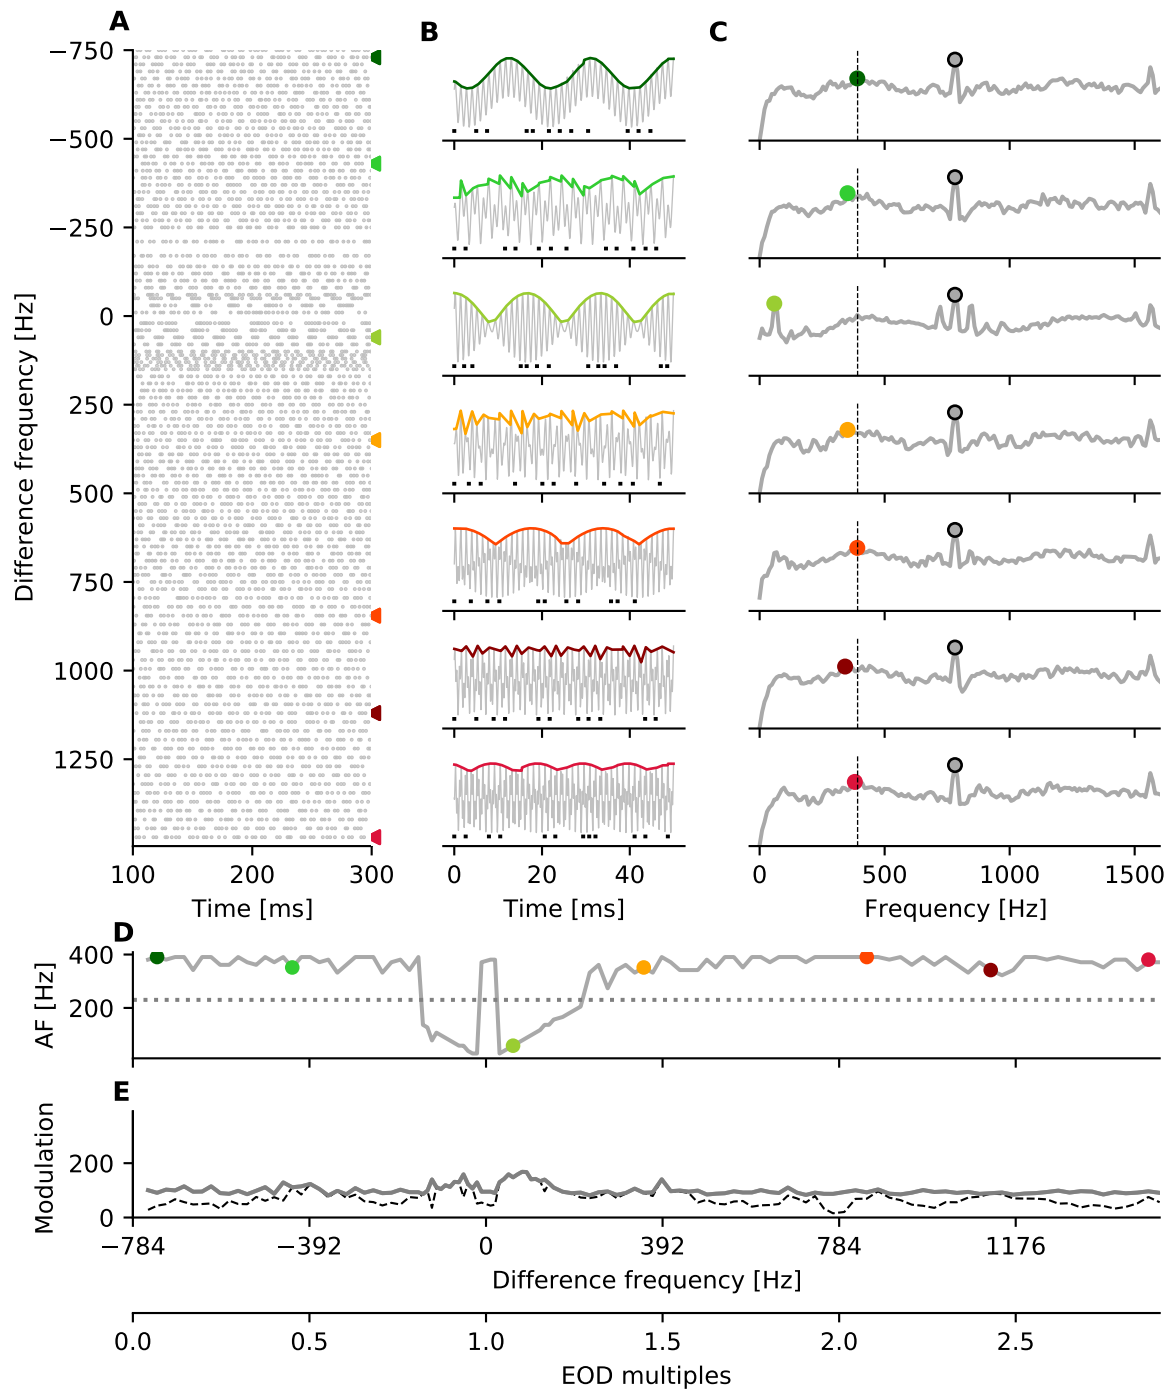 A
B
C
Difference frequency [Hz]
−750
−500
−250
0
250
500
750
1000
1250
100 200 300
Time [ms]
0 20 40
Time [ms]
0 500 1000 1500
Frequency [Hz]
D
AF [Hz]
400
200
E
Modulation
200
0
−784 −392 0 392 784 1176
Difference frequency [Hz]
0.0 0.5 1.0 1.5 2.0 2.5
EOD multiples